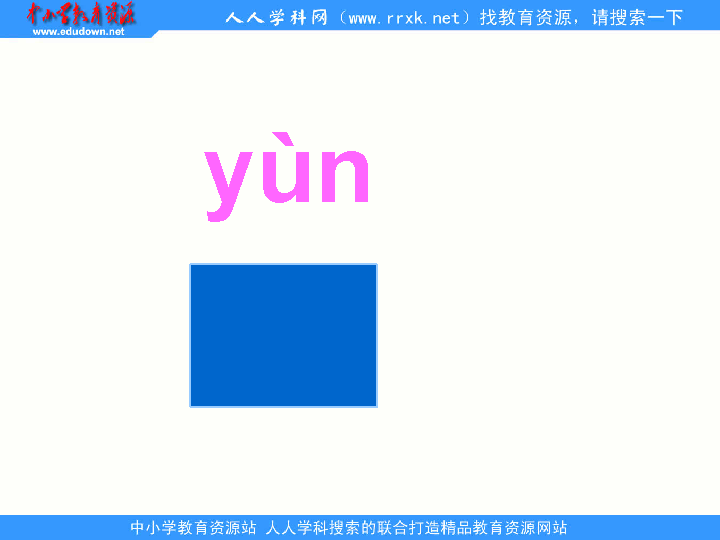 中小学教育资源
www.edudown.net
人人学科网（www.rrxk.net）找教育资源，请搜索一下
yùn
中小学教育资源站 人人学科搜索的联合打造精品教育资源网站